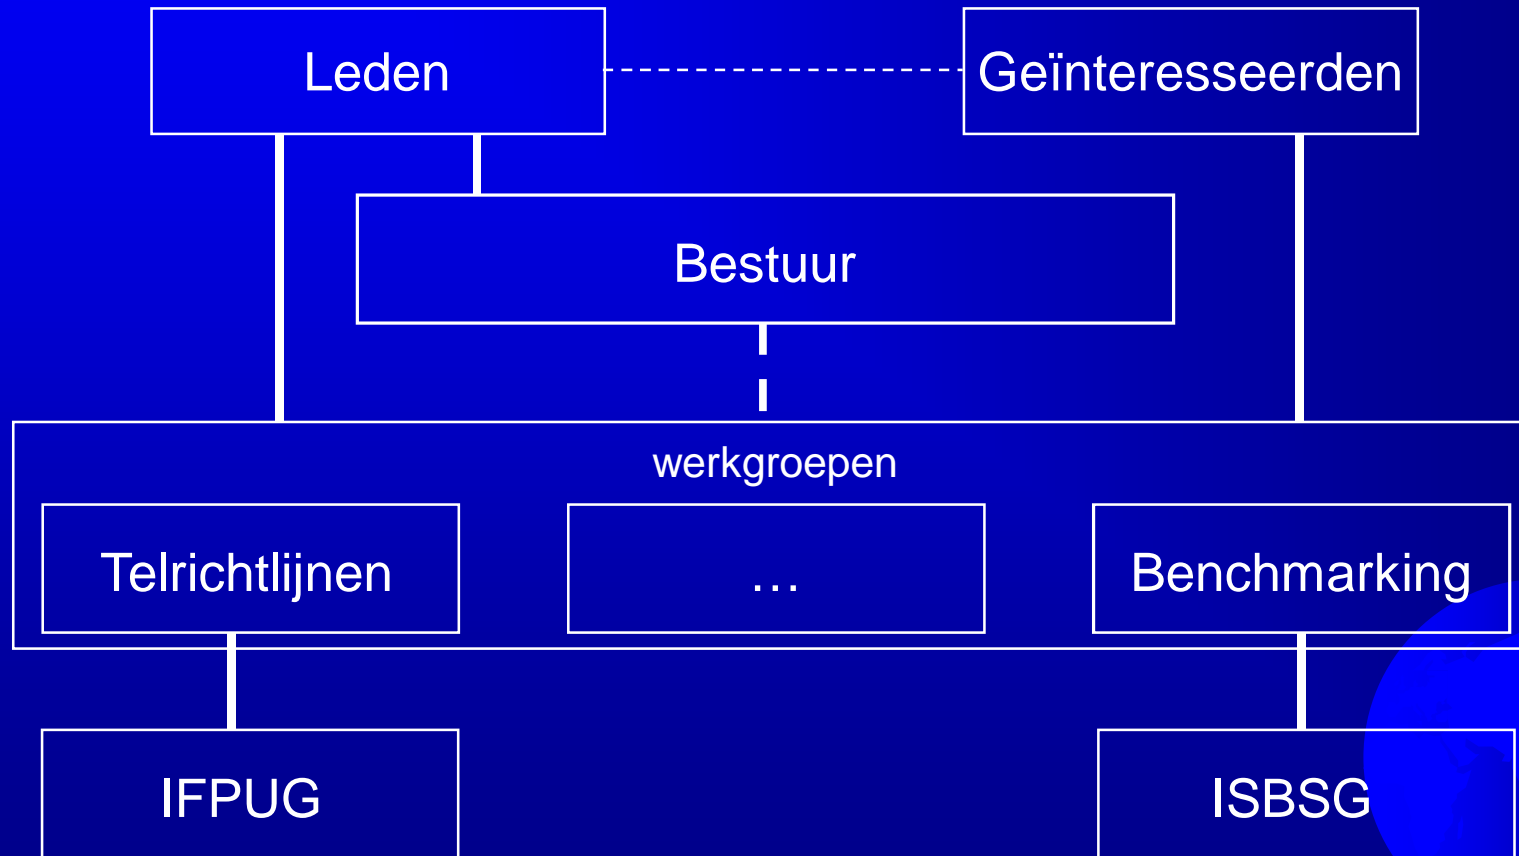 Leden
Geïnteresseerden
Bestuur
werkgroepen
Telrichtlijnen
…
Benchmarking
IFPUG
ISBSG